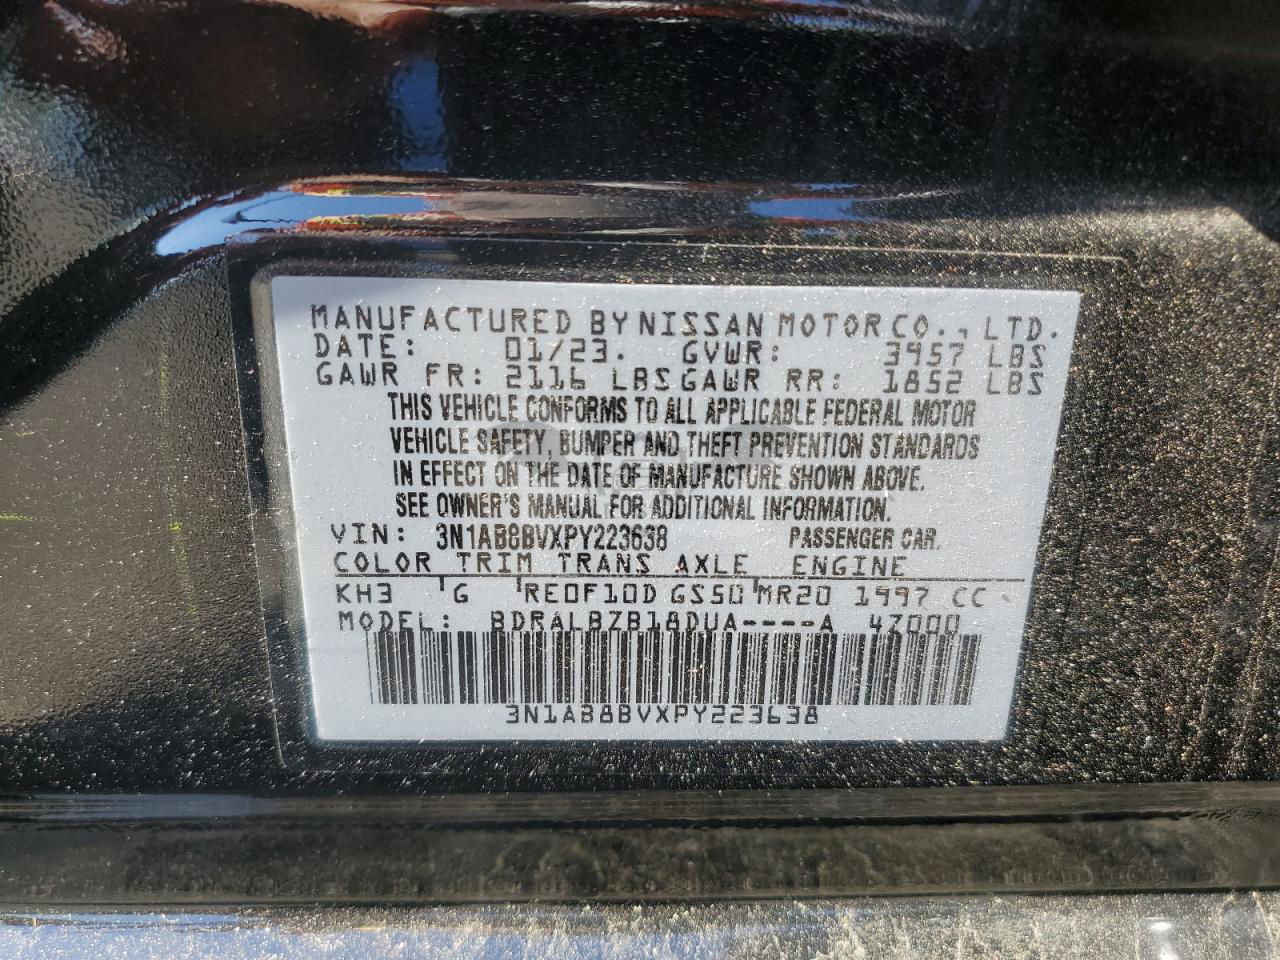 MANUFACTURED BY NISSAN MOTOR CO., LTD.
DATE: 01/23. GVWR: 3957 LBS
GAWR FR: 2116 LBS GAWR RR: 1852 LBS
THIS VEHICLE CONFORMS TO ALL APPLICABLE FEDERAL MOTOR
VEHICLE SAFETY, BUMPER AND THEFT PREVENTION STANDARDS
IN EFFECT ON THE DATE OF MANUFACTURE SHOWN ABOVE.
SEE OWNER'S MANUAL FOR ADDITIONAL INFORMATION.
VIN: 3N1AB8BVXPY223638 PASSENGER CAR.
COLOR TRIM TRANS AXLE ENGINE
KH3 G RE0F10D GS50 MR20 1997 CC
MODEL: BDRALBZB18DUA----A 47000
3N1AB8BVXPY223638